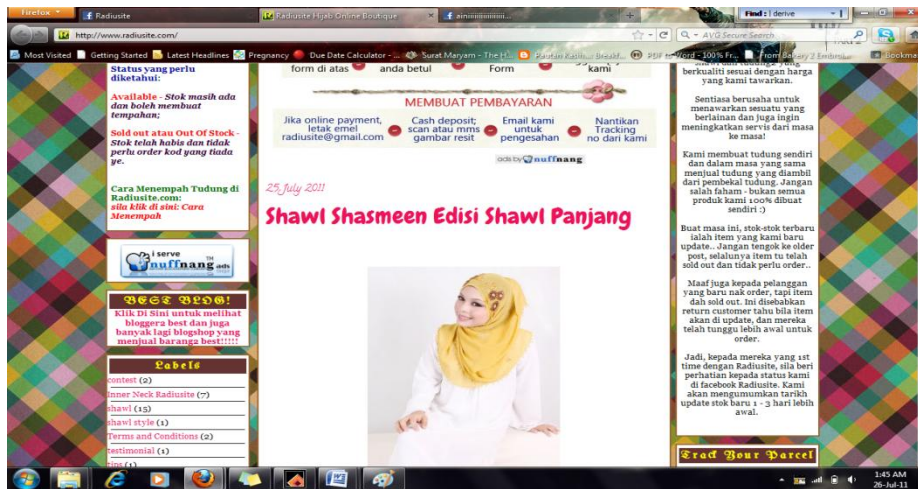 Firefox
Radiusite
Radiusite Hijab Online Boutique
Find : derive
http://www.radiusite.com/
AVG Secure Search
Most Visited
Getting Started
Latest Headlines
Pregnancy
Due Date Calculator - ...
Surat Maryam - The H...
Status yang perlu
diketahui:
Available - Stok masih ada
dan boleh membuat
tempahan;
Sold out atau Out Of Stock -
Stok telah habis dan tidak
perlu order kod yang tiada
ye.
Cara Menempah Tudung di
Radiusite.com:
sila klik di sini: Cara
Menempah
i serve
nuffnang ads
TM
BEST BLOG!
Klik Di Sini untuk melihat
bloggerz best dan juga
banyak lagi blogshop yang
menjual barang2 best!!!!!
Labels
contest (2)
Inner Neck Radiusite (7)
shawl (15)
shawl style (1)
Terms and Conditions (2)
testimonial (1)
tips (1)
form di atas
anda betul
Form
kami
MEMBUAT PEMBAYARAN
Jika online payment,
letak emel
radiusite@gmail.com
Cash deposit;
scan atau mms
gambar resit
Email kami
untuk
pengesahan
Nantikan
Tracking
no dari kami
ads by nuffnang
25 July 2011
Shawl Shasmeen Edisi Shawl Panjang
berkualiti sesuai dengan harga
yang kami tawarkan.
Sentiasa berusaha untuk
menawarkan sesuatu yang
berlainan dan juga ingin
meningkatkan servis dari masa
ke masa!
Kami membuat tudung sendiri
dan dalam masa yang sama
menjual tudung yang diambil
dari pembekal tudung. Jangan
salah faham - bukan semua
produk kami 100% dibuat
sendiri :)
Buat masa ini, stok-stok terbaru
ialah item yang kami baru
update.. Jangan tengok ke older
post, selalunya item tu telah
sold out dan tidak perlu order..
Maaf juga kepada pelanggan
yang baru nak order, tapi item
dah sold out. Ini disebabkan
return customer tahu bila item
akan di update, dan mereka
telah tunggu lebih awal untuk
order.
Jadi, kepada mereka yang 1st
time dengan Radiusite, sila beri
perhatian kepada status kami
di facebook Radiusite. Kami
akan mengumumkan tarikh
update stok baru 1 - 3 hari lebih
awal.
Track Your Parcel
1:45 AM
26-Jul-11